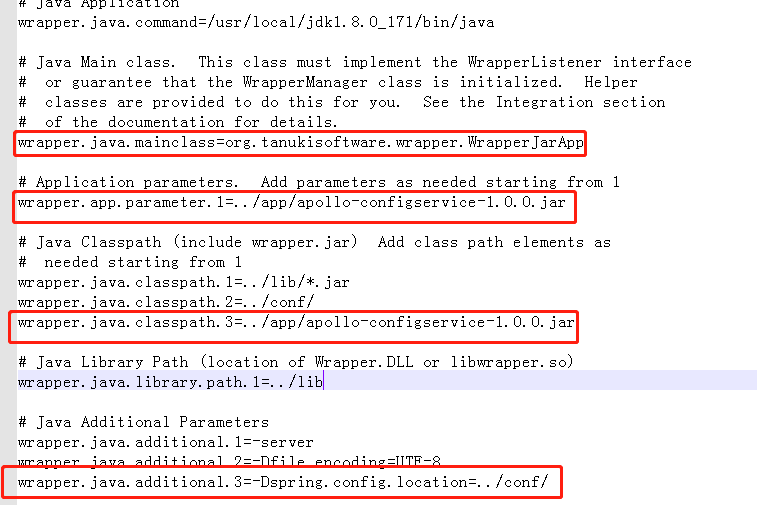 # Java Application
wrapper.java.command=/usr/local/jdk1.8.0_171/bin/java
# Java Main class.  This class must implement the WrapperListener interface
#  or guarantee that the WrapperManager class is initialized.  Helper
#  classes are provided to do this for you.  See the Integration section
#  of the documentation for details.
wrapper.java.mainclass=org.tanukisoftware.wrapper.WrapperJarApp
# Application parameters.  Add parameters as needed starting from 1
wrapper.app.parameter.1=../app/apollo-configservice-1.0.0.jar
# Java Classpath (include wrapper.jar)  Add class path elements as
#  needed starting from 1
wrapper.java.classpath.1=../lib/*.jar
wrapper.java.classpath.2=../conf/
wrapper.java.classpath.3=../app/apollo-configservice-1.0.0.jar
# Java Library Path (location of Wrapper.DLL or libwrapper.so)
wrapper.java.library.path.1=../lib
# Java Additional Parameters
wrapper.java.additional.1=-server
wrapper.java.additional.2=-Dfile.encoding=UTF-8
wrapper.java.additional.3=-Dspring.config.location=../conf/